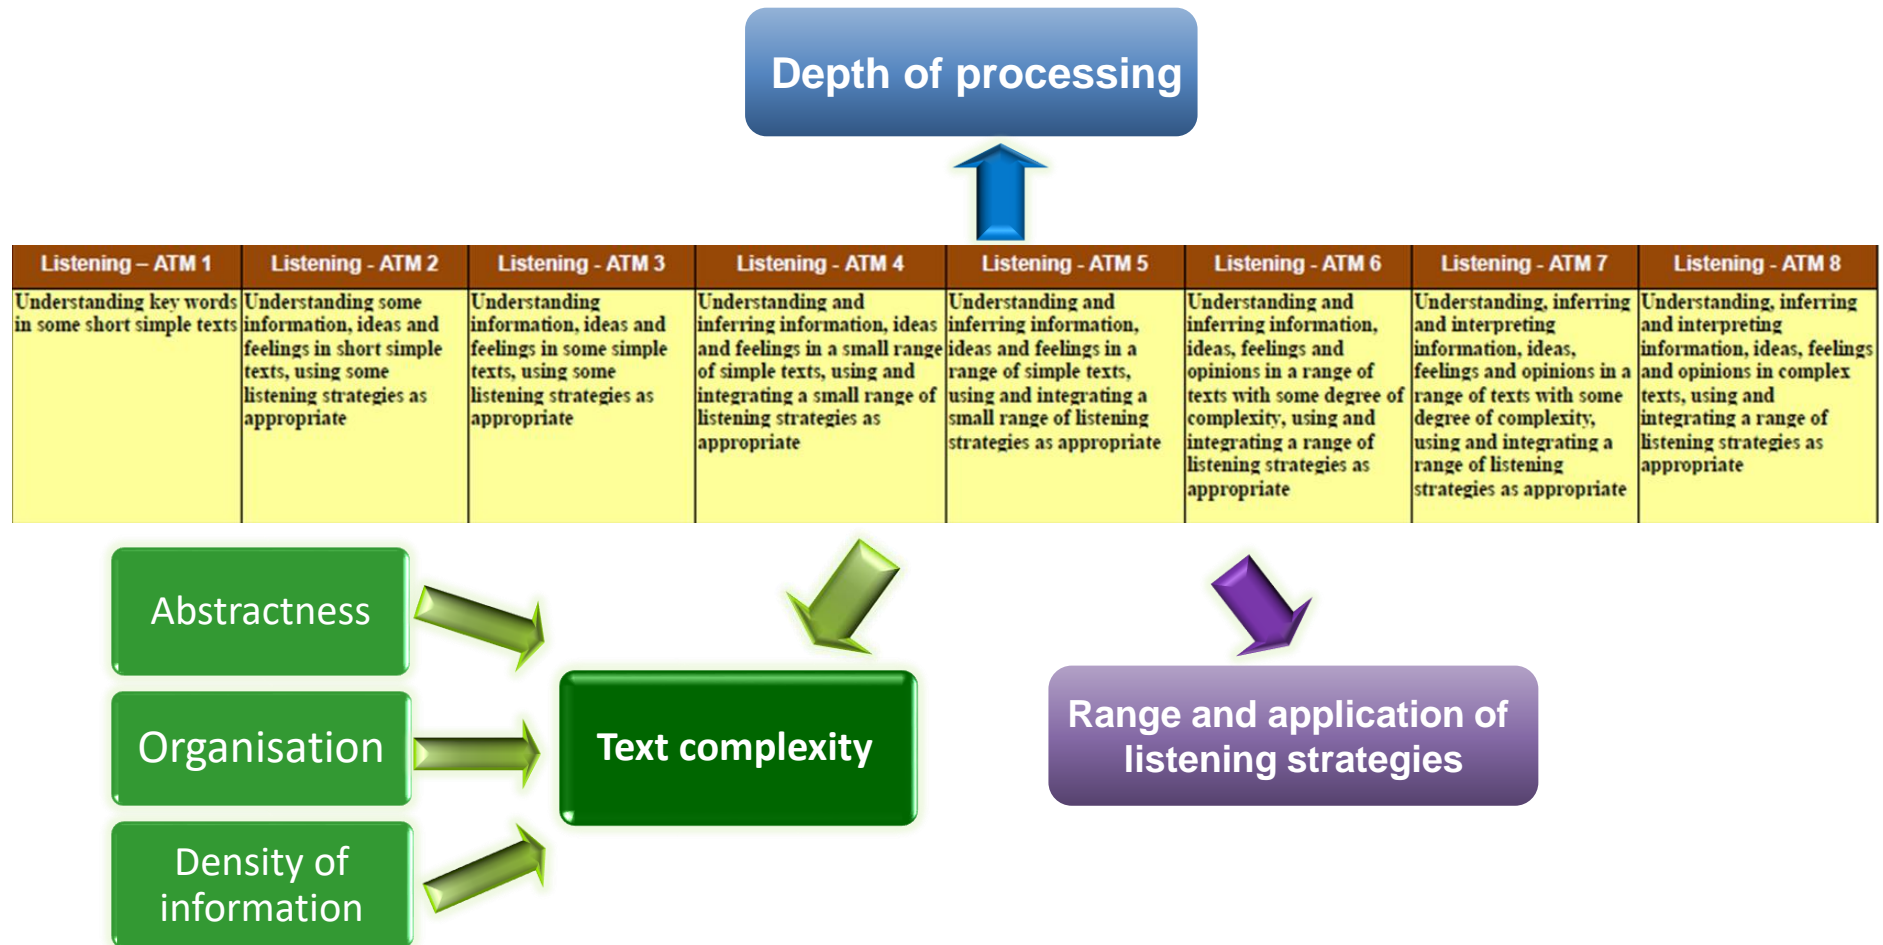 Depth of processing
Listening – ATM 1
Understanding key words
in some short simple texts
Listening - ATM 2
Understanding some
information, ideas and
feelings in short simple
texts, using some
listening strategies as
appropriate
Listening - ATM 3
Understanding
information, ideas and
feelings in some simple
texts, using some
listening strategies as
appropriate
Listening - ATM 4
Understanding and
inferring information, ideas
and feelings in a small range
of simple texts, using and
integrating a small range of
listening strategies as
appropriate
Listening - ATM 5
Understanding and
inferring information,
ideas and feelings in a
range of simple texts,
using and integrating a
small range of listening
strategies as appropriate
Listening - ATM 6
Understanding and
inferring information,
ideas, feelings and
opinions in a range of
texts with some degree of
complexity, using and
integrating a range of
listening strategies as
appropriate
Listening - ATM 7
Understanding, inferring
and interpreting
information, ideas,
feelings and opinions in a
range of texts with some
degree of complexity,
using and integrating a
range of listening
strategies as appropriate
Listening - ATM 8
Understanding, inferring
and interpreting
information, ideas, feelings
and opinions in complex
texts, using and
integrating a range of
listening strategies as
appropriate
Abstractness
Organisation
Density of
information
Text complexity
Range and application of
listening strategies